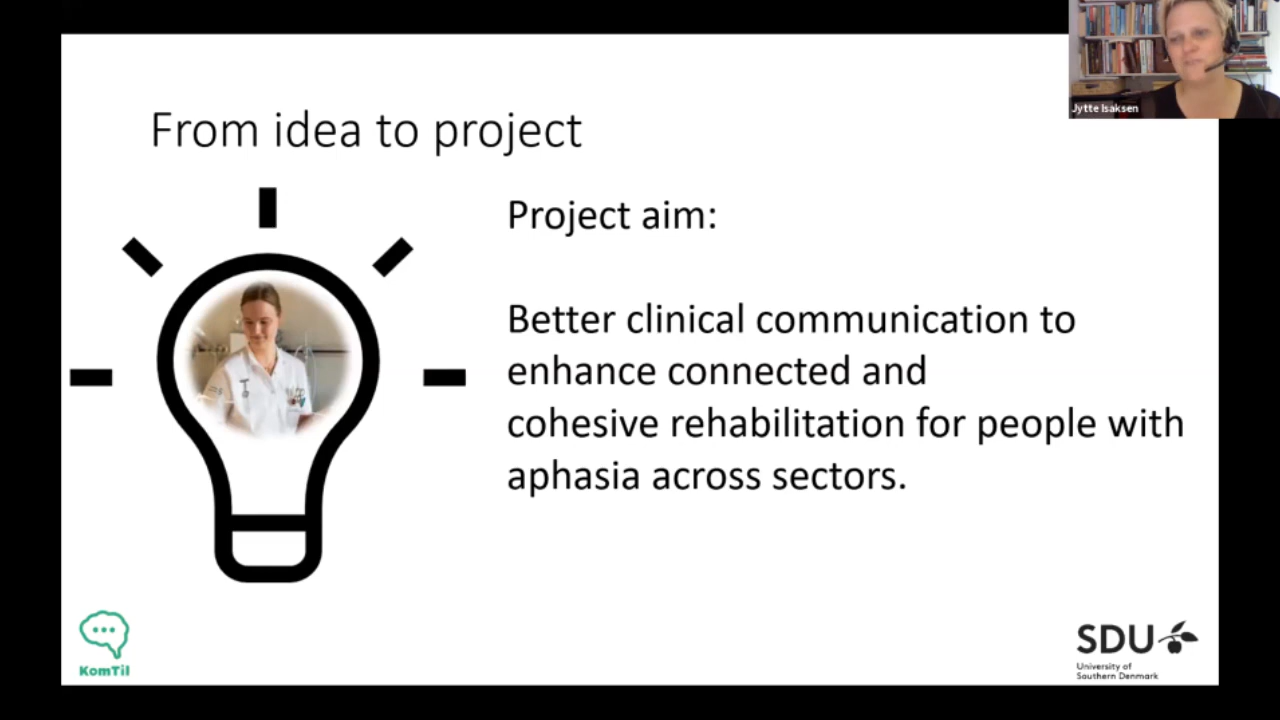 Jytte Isaksen
From idea to project
Project aim:
Better clinical communication to
enhance connected and
cohesive rehabilitation for people with
aphasia across sectors.
KomTil
SDU
University of
Southern Denmark